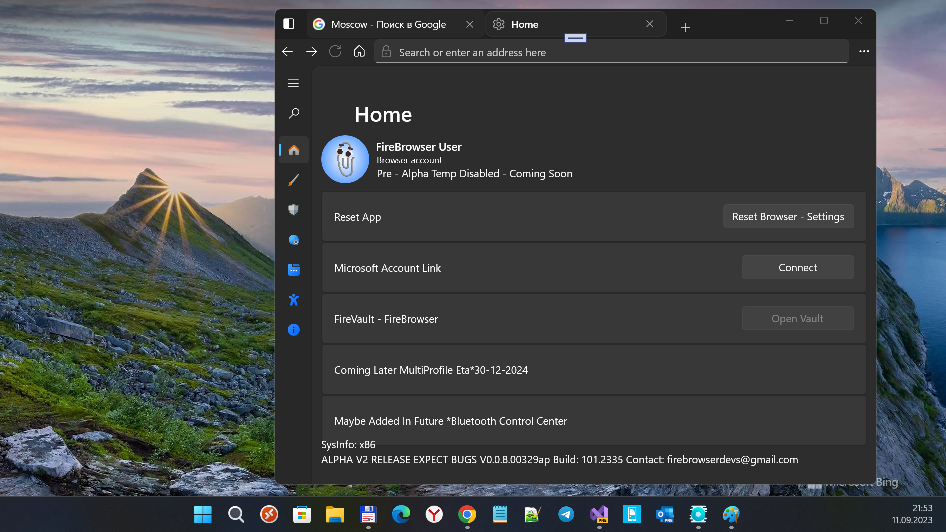 Moscow - Поиск в Google
Home
Search or enter an address here
Home
FireBrowser User
Browser account
Pre - Alpha Temp Disabled - Coming Soon
Reset App
Reset Browser - Settings
Microsoft Account Link
Connect
FireVault - FireBrowser
Open Vault
Coming Later MultiProfile Eta*30-12-2024
Maybe Added In Future *Bluetooth Control Center
SysInfo: x86
ALPHA V2 RELEASE EXPECT BUGS V0.0.8.00329ap Build: 101.2335 Contact: firebrowserdevs@gmail.com
Microsoft Bing
21:53
11.09.2023